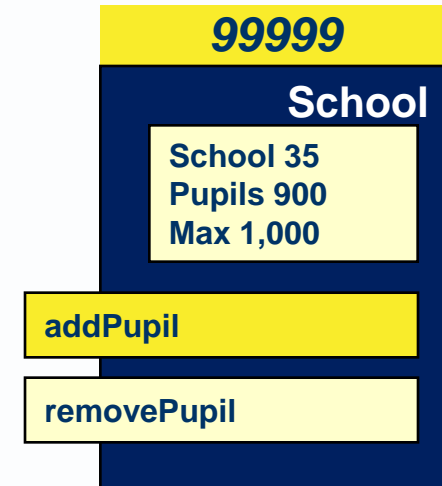 99999
School
School 35
Pupils 900
Max 1,000
addPupil
removePupil